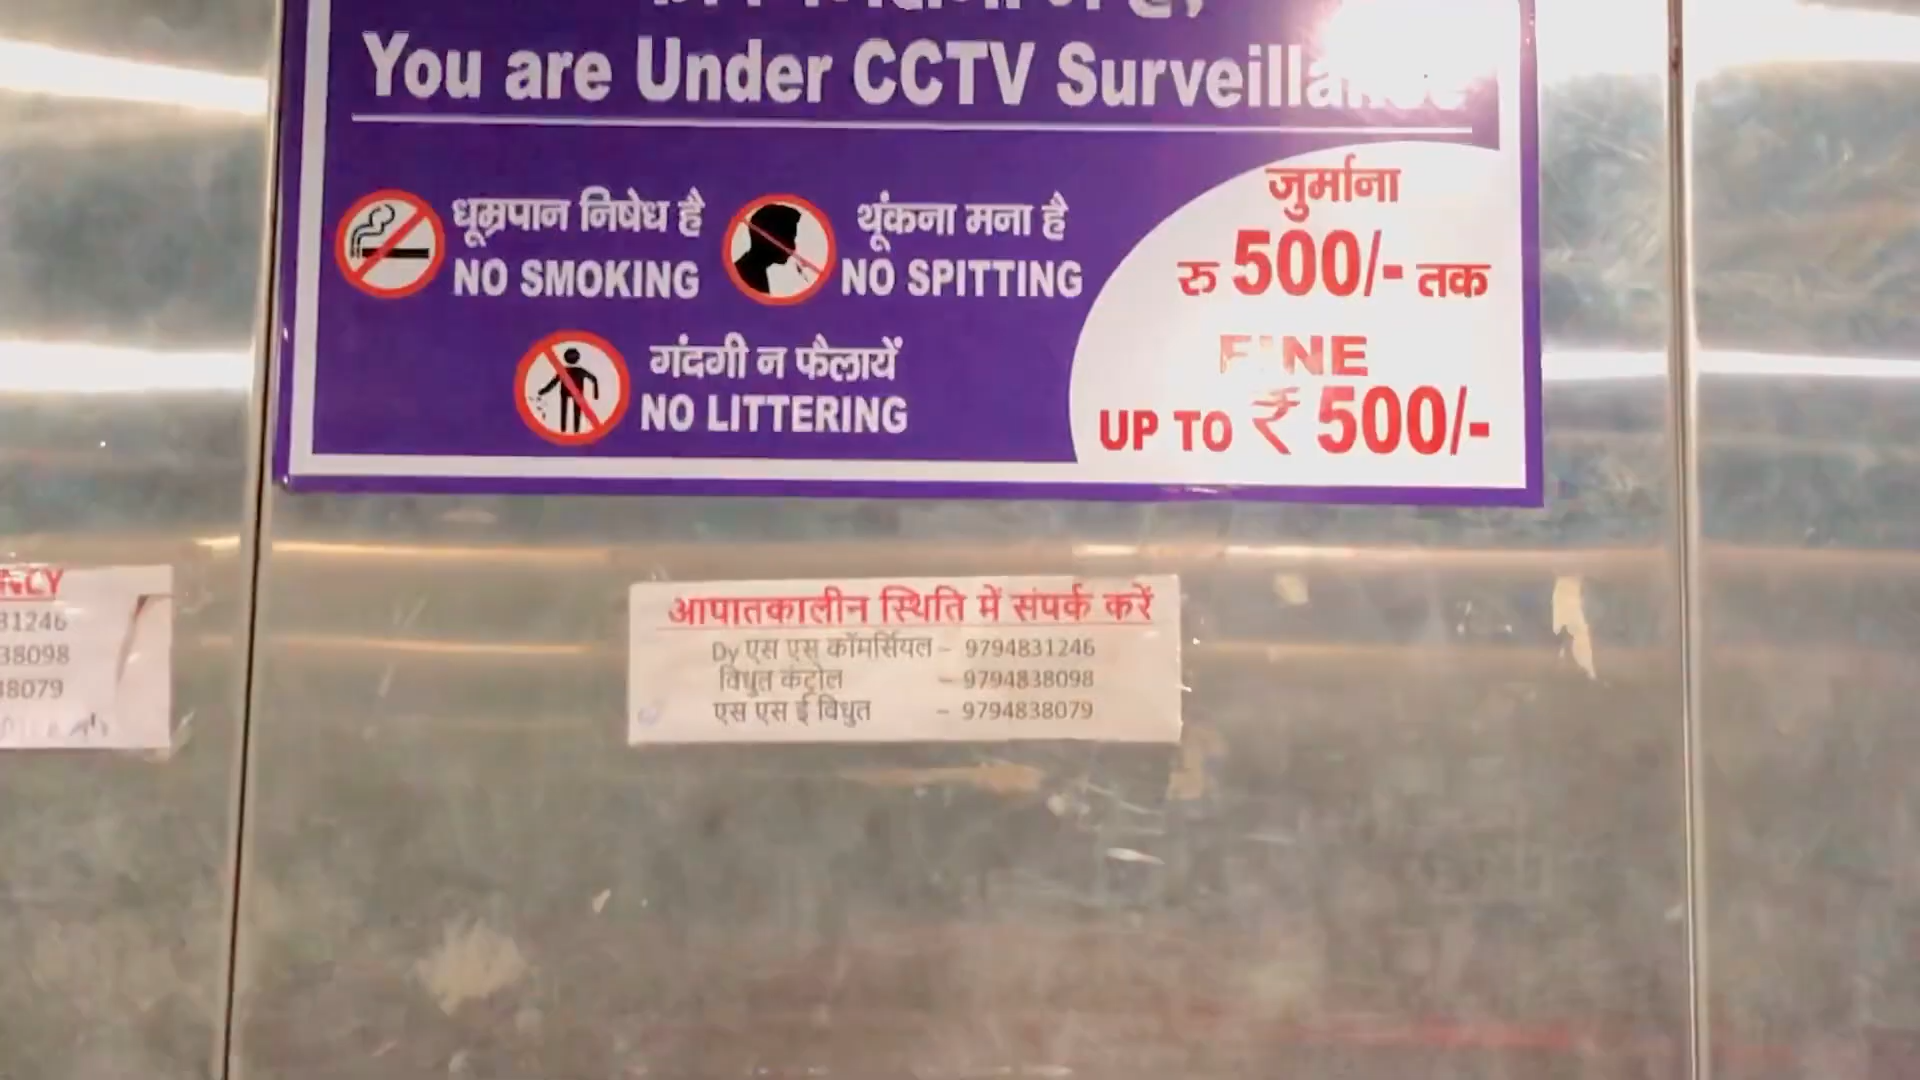 You are Under CCTV Surveillance
धूम्रपान निषेध है
NO SMOKING
थूंकना मना है
NO SPITTING
गंदगी न फैलायें
NO LITTERING
जुर्माना
रु 500/- तक
FINE
UP TO ₹ 500/-
NCY
31246
38098
38079
आपातकालीन स्थिति में संपर्क करें
Dy एस एस कॉमर्सियल – 9794831246
विधुत कंट्रोल – 9794838098
एस एस ई विधुत – 9794838079